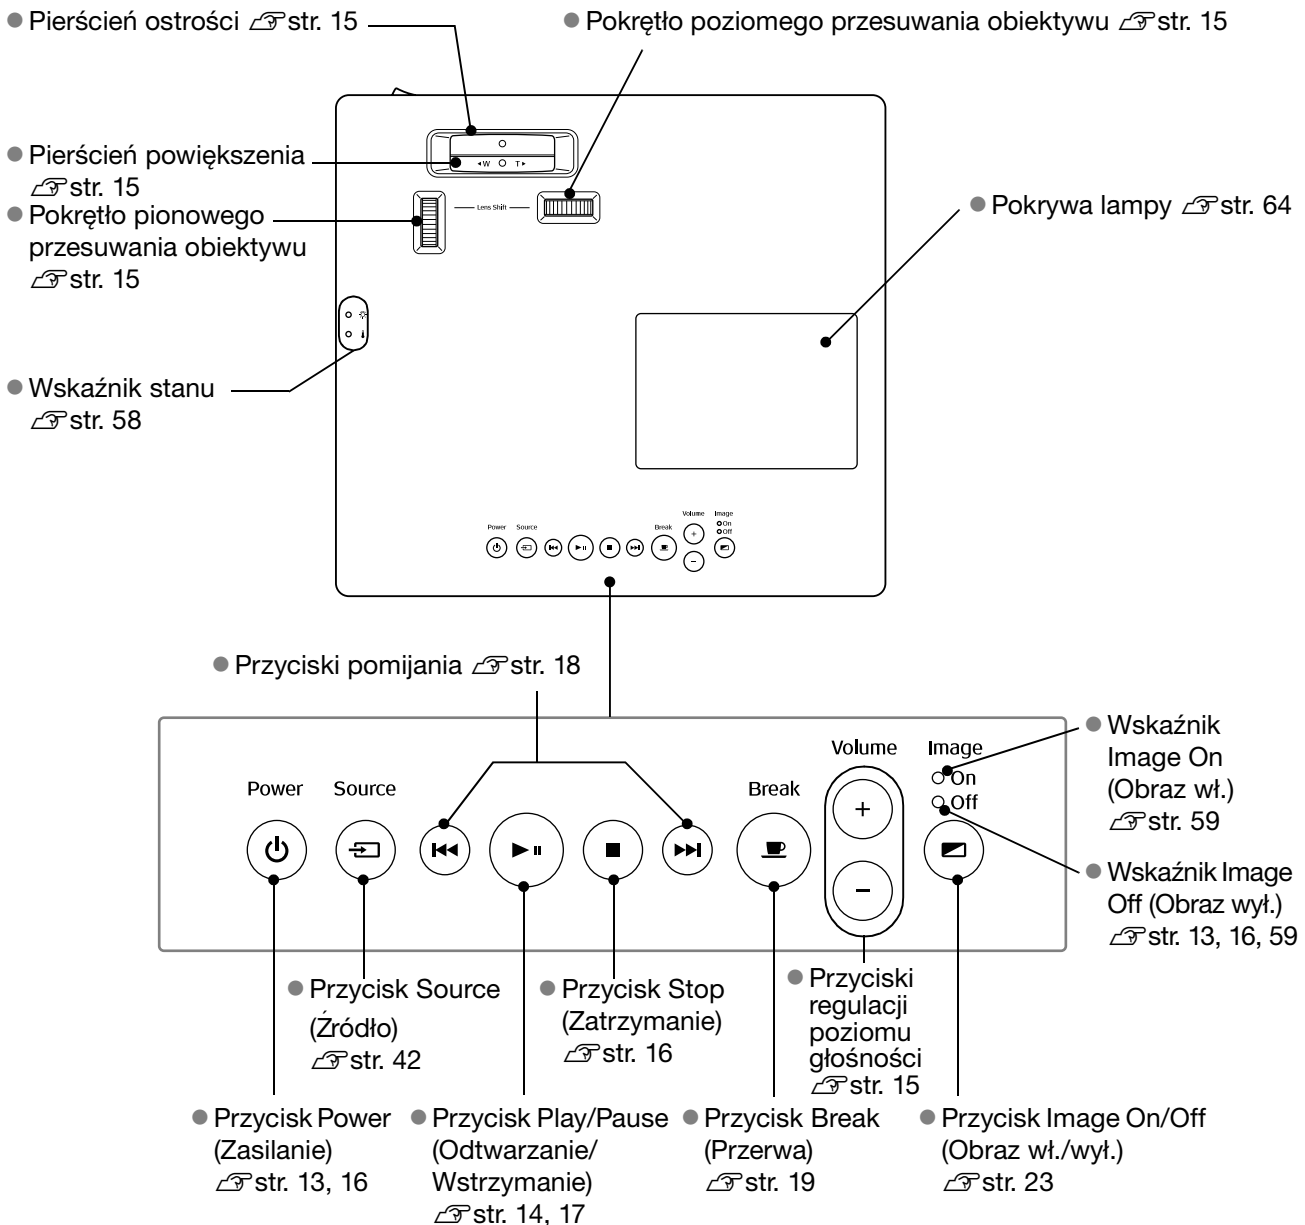 Pierścień ostrości str. 15
Pokrętło poziomego przesuwania obiektywu str. 15
Pierścień powiększenia
str. 15
W T
Pokrętło pionowego
przesuwania obiektywu
str. 15
Lens Shift
Pokrywa lampy str. 64
Wskaźnik stanu
str. 58
Power Source Break Volume Image
On
Off
Przyciski pomijania str. 18
Power Source Break Volume Image
On
Off
Wskaźnik
Image On
(Obraz wł.)
str. 59
Wskaźnik Image
Off (Obraz wył.)
str. 13, 16, 59
Przycisk Source
(Źródło)
str. 42
Przycisk Stop
(Zatrzymanie)
str. 16
Przyciski
regulacji
poziomu
głośności
str. 15
Przycisk Power
(Zasilanie)
str. 13, 16
Przycisk Play/Pause
(Odtwarzanie/
Wstrzymanie)
str. 14, 17
Przycisk Break
(Przerwa)
str. 19
Przycisk Image On/Off
(Obraz wł./wył.)
str. 23